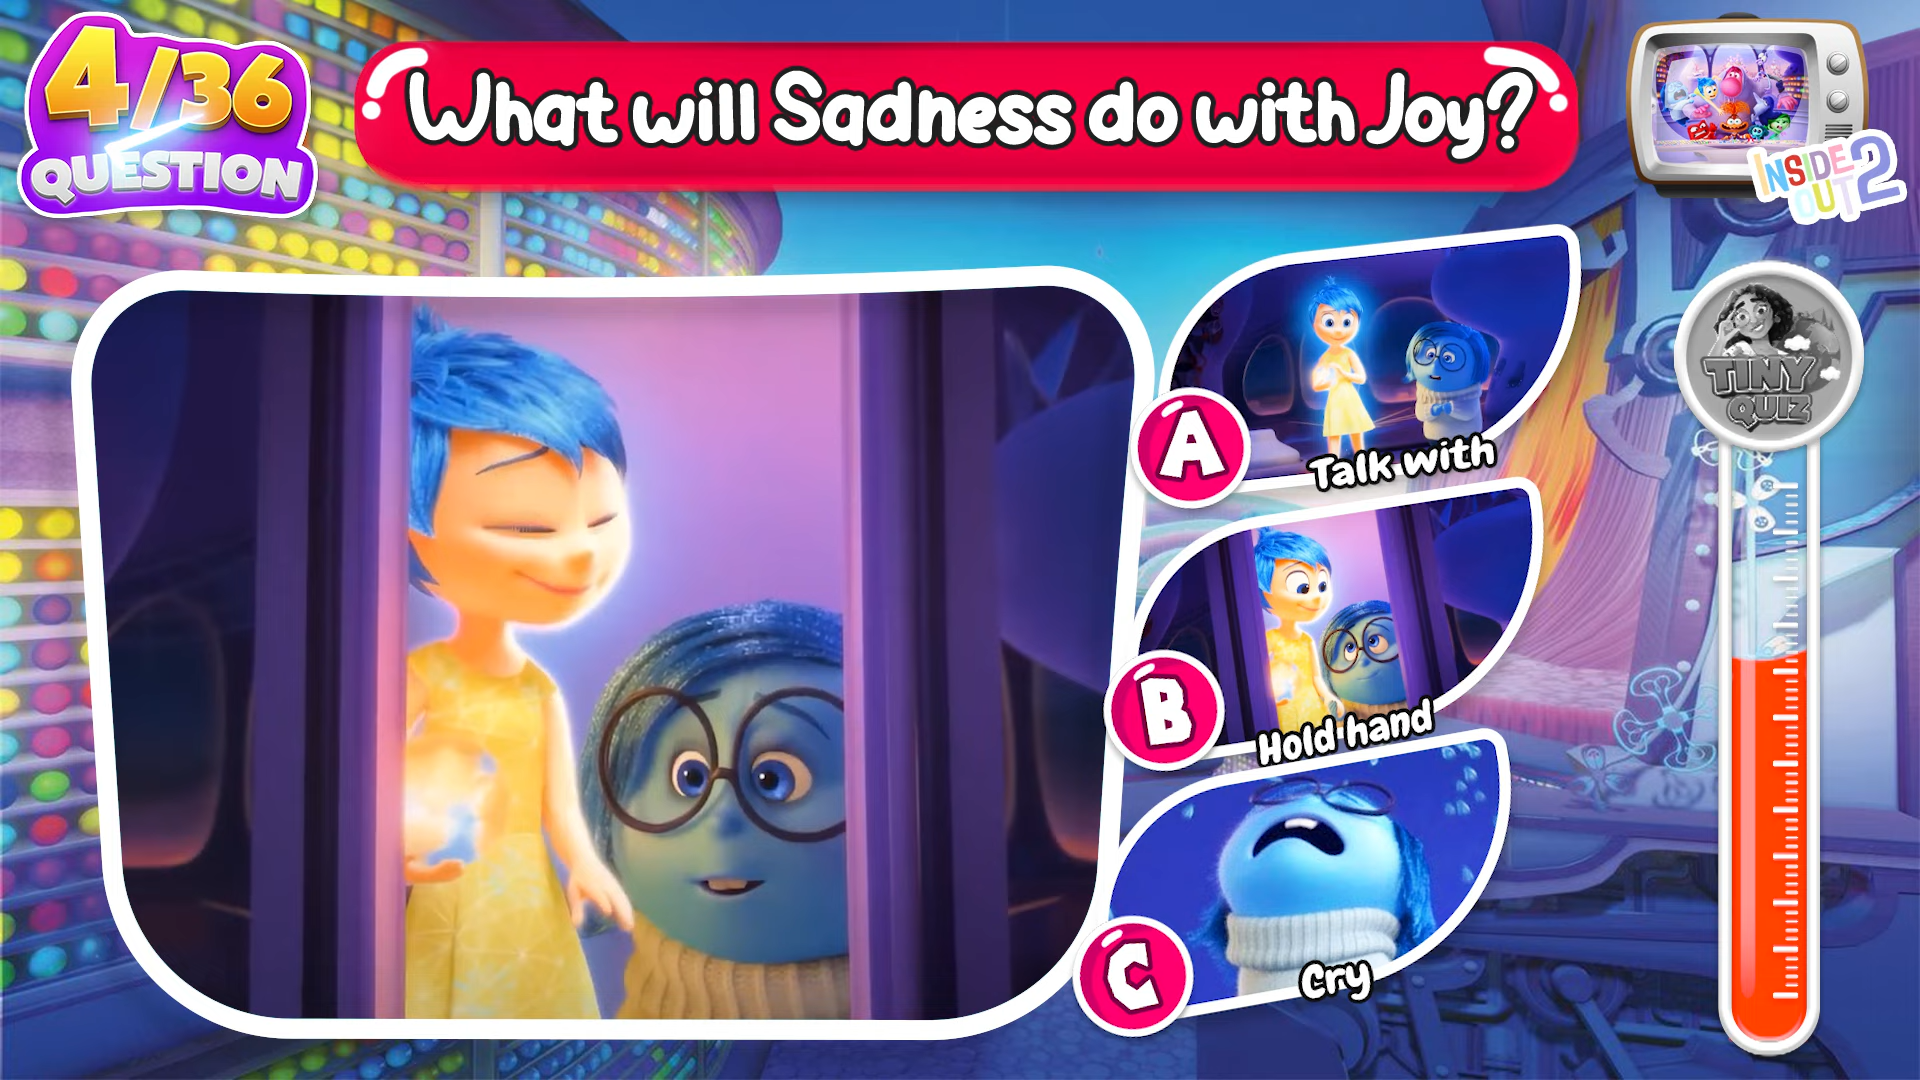 4/36
QUESTION
What will Sadness do with Joy?
INSIDE
OUT 2
TINY
QUIZ
A
Talk with
B
Hold hand
C
Cry